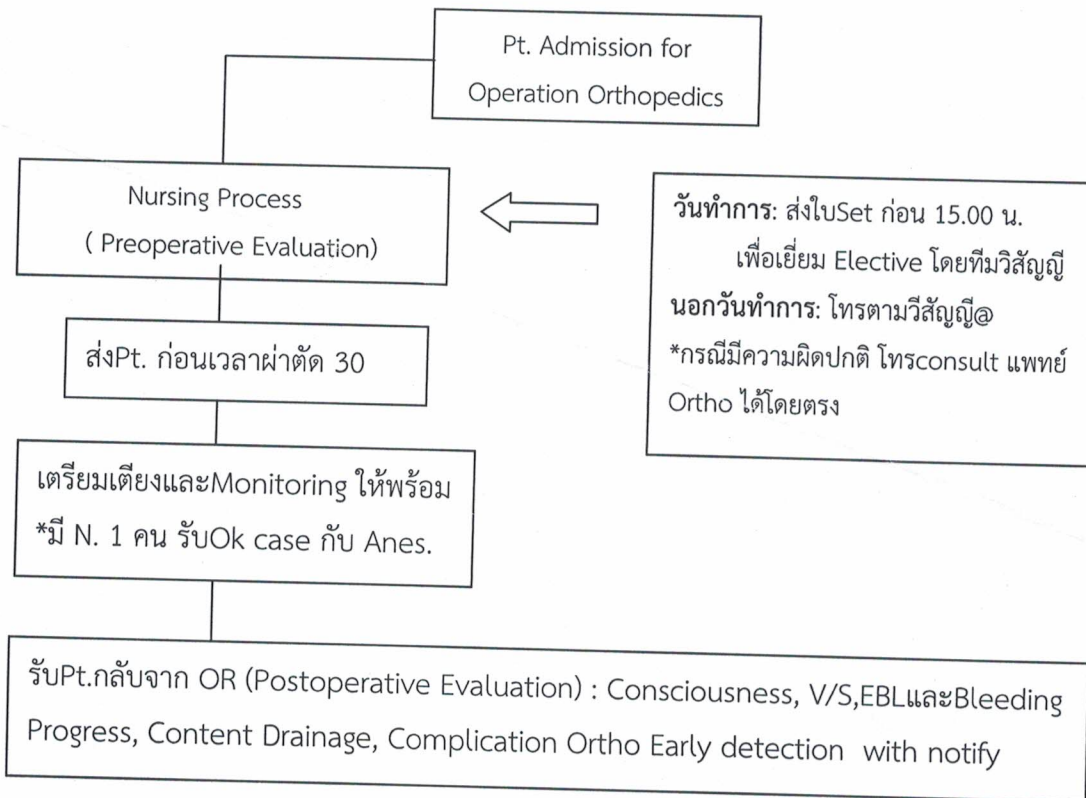 Pt. Admission for
Operation Orthopedics
Nursing Process
( Preoperative Evaluation)
วันทำการ: ส่งใบSet ก่อน 15.00 น.
เพื่อเยี่ยม Elective โดยทีมวิสัญญี
นอกวันทำการ: โทรตามวีสัญญี@
*กรณีมีความผิดปกติ โทรconsult แพทย์
Ortho ได้โดยตรง
ส่งPt. ก่อนเวลาผ่าตัด 30
เตรียมเตียงและMonitoring ให้พร้อม
*มี N. 1 คน รับOk case กับ Anes.
รับPt.กลับจาก OR (Postoperative Evaluation) : Consciousness, V/S,EBLและBleeding
Progress, Content Drainage, Complication Ortho Early detection with notify